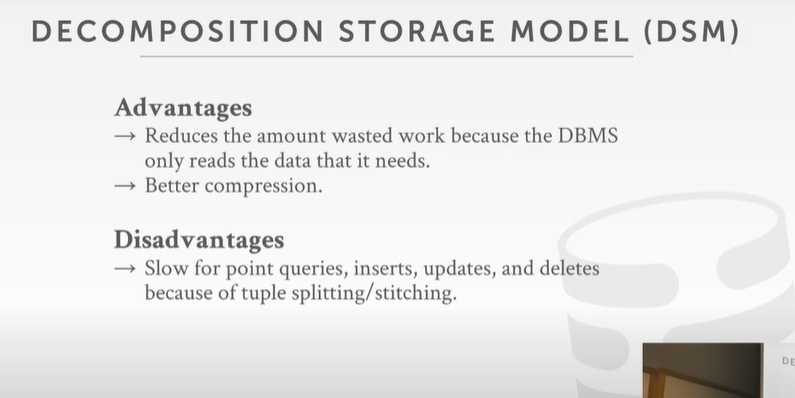 DECOMPOSITION STORAGE MODEL (DSM)
Advantages
→ Reduces the amount wasted work because the DBMS
only reads the data that it needs.
→ Better compression.
Disadvantages
→ Slow for point queries, inserts, updates, and deletes
because of tuple splitting/stitching.